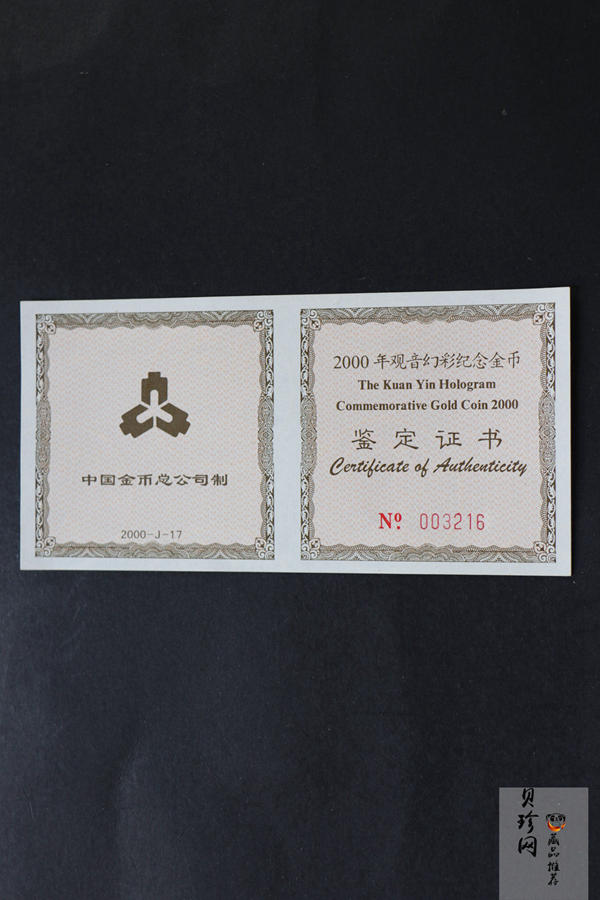 中国金币总公司制
2000-J-17
2000年观音幻彩纪念金币
The Kuan Yin Hologram
Commemorative Gold Coin 2000
鉴定证书
Certificate of Authenticity
Nº 003216
贝珍网
藏品推荐